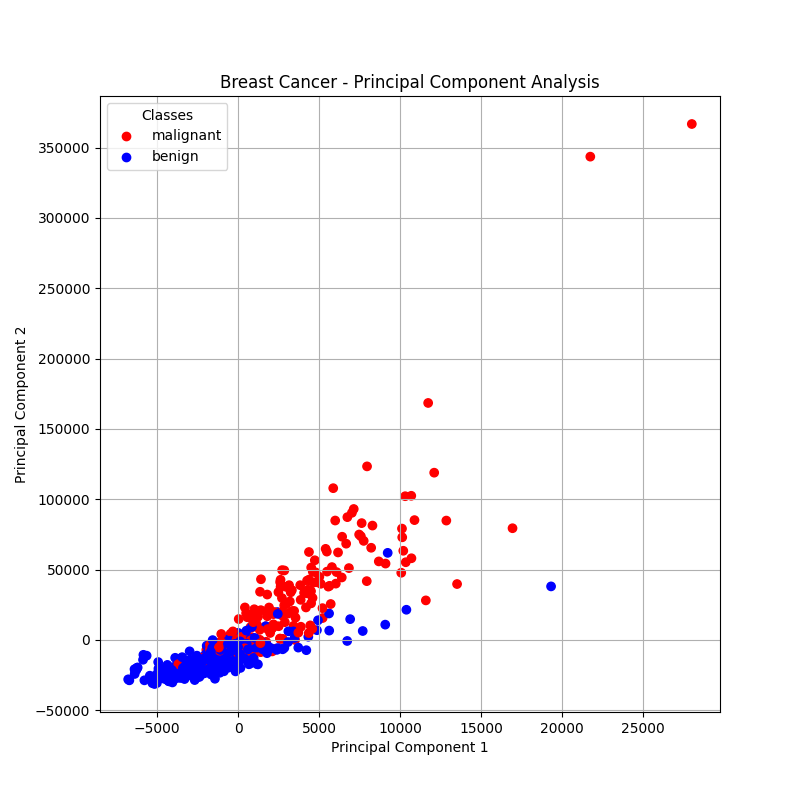 Breast Cancer - Principal Component Analysis
Classes
malignant
benign
350000
300000
250000
200000
150000
100000
50000
0
−50000
Principal Component 2
−5000
0
5000
10000
15000
20000
25000
Principal Component 1